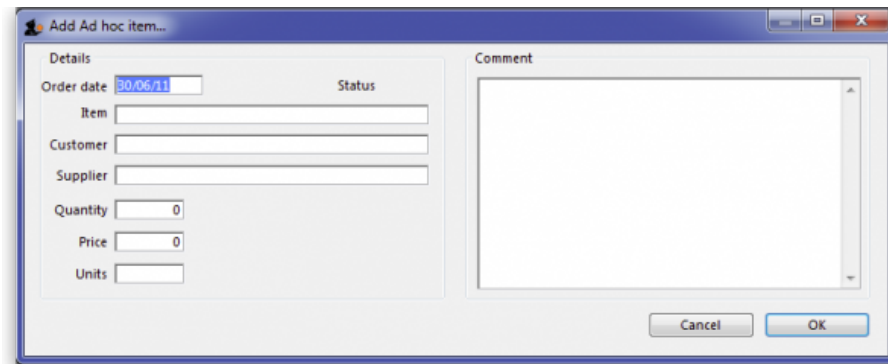 Add Ad hoc item...
Details
Order date 30/06/11 Status
Item
Customer
Supplier
Quantity 0
Price 0
Units
Comment
Cancel OK